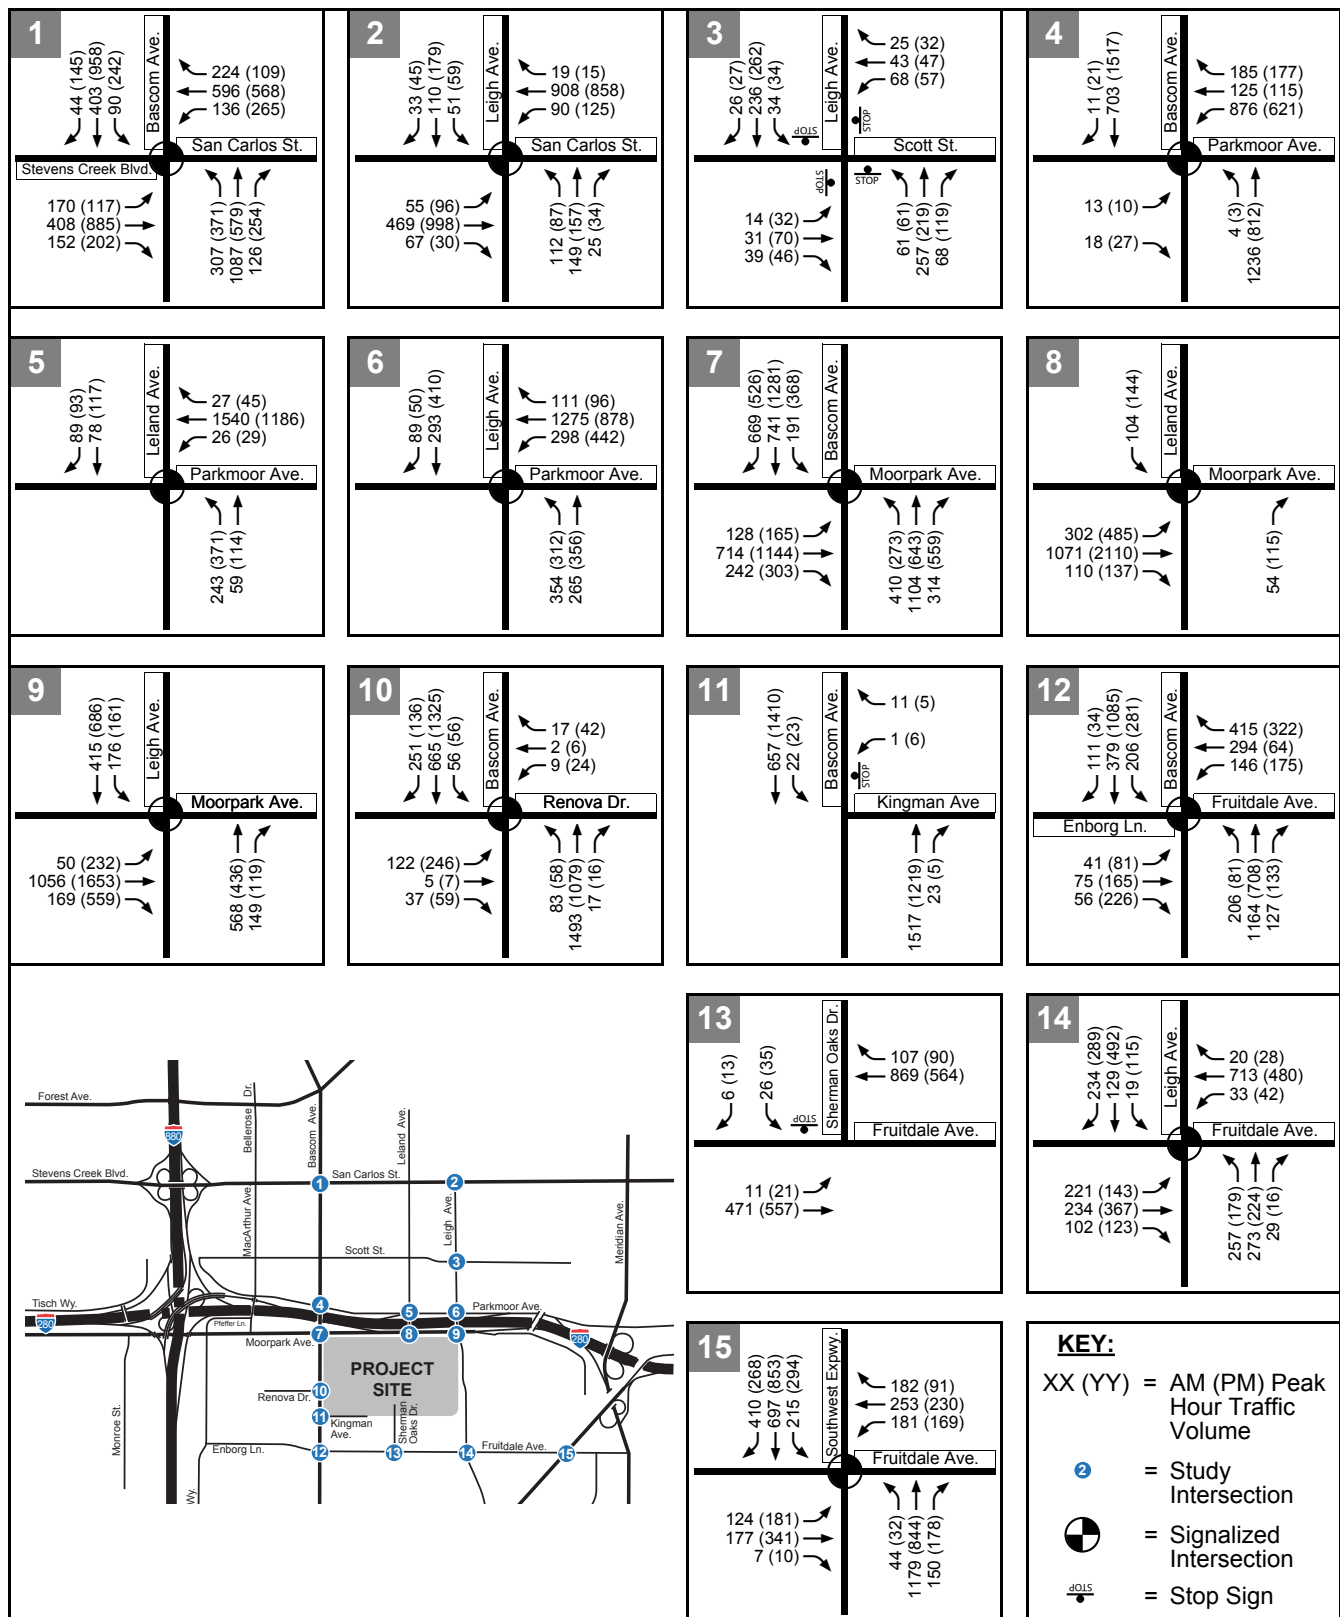 1
Bascom Ave.
44 (145)
403 (958)
90 (242)
224 (109)
596 (568)
136 (265)
San Carlos St.
Stevens Creek Blvd.
170 (117)
408 (885)
152 (202)
307 (371)
1087 (579)
126 (254)
2
Leigh Ave.
33 (45)
110 (179)
51 (59)
19 (15)
908 (858)
90 (125)
San Carlos St.
55 (96)
469 (998)
67 (30)
112 (87)
149 (157)
25 (34)
3
Leigh Ave.
26 (27)
236 (262)
34 (34)
25 (32)
43 (47)
68 (57)
STOP
STOP
STOP
STOP
Scott St.
14 (32)
31 (70)
39 (46)
61 (61)
257 (219)
68 (119)
4
Bascom Ave.
11 (21)
703 (1517)
185 (177)
125 (115)
876 (621)
Parkmoor Ave.
13 (10)
18 (27)
4 (3)
1236 (812)
5
Leland Ave.
89 (93)
78 (117)
27 (45)
1540 (1186)
26 (29)
Parkmoor Ave.
243 (371)
59 (114)
6
Leigh Ave.
89 (50)
293 (410)
111 (96)
1275 (878)
298 (442)
Parkmoor Ave.
354 (312)
265 (356)
7
Bascom Ave.
669 (526)
741 (1281)
191 (368)
Moorpark Ave.
128 (165)
714 (1144)
242 (303)
410 (273)
1104 (643)
314 (559)
8
Leland Ave.
104 (144)
Moorpark Ave.
302 (485)
1071 (2110)
110 (137)
54 (115)
9
Leigh Ave.
415 (686)
176 (161)
Moorpark Ave.
50 (232)
1056 (1653)
169 (559)
568 (436)
149 (119)
10
Bascom Ave.
251 (136)
665 (1325)
56 (56)
17 (42)
2 (6)
9 (24)
Renova Dr.
122 (246)
5 (7)
37 (59)
83 (58)
1493 (1079)
17 (16)
11
Bascom Ave.
657 (1410)
22 (23)
11 (5)
1 (6)
STOP
Kingman Ave
1517 (1219)
23 (5)
12
Bascom Ave.
111 (34)
379 (1085)
206 (281)
415 (322)
294 (64)
146 (175)
Fruitdale Ave.
Enborg Ln.
41 (81)
75 (165)
56 (226)
206 (81)
1164 (708)
127 (133)
13
Sherman Oaks Dr.
6 (13)
26 (35)
STOP
107 (90)
869 (564)
Fruitdale Ave.
11 (21)
471 (557)
14
Leigh Ave.
234 (289)
129 (492)
19 (115)
20 (28)
713 (480)
33 (42)
Fruitdale Ave.
221 (143)
234 (367)
102 (123)
257 (179)
273 (224)
29 (16)
15
Southwest Expwy.
410 (268)
697 (853)
215 (294)
182 (91)
253 (230)
181 (169)
Fruitdale Ave.
124 (181)
177 (341)
7 (10)
44 (32)
1179 (844)
150 (178)
Forest Ave.
880
Bellerose Dr.
Bascom Ave.
Leland Ave.
Stevens Creek Blvd.
San Carlos St.
1
2
MacArthur Ave.
Leigh Ave.
Meridian Ave.
Scott St.
3
Tisch Wy.
280
Pfeffer Ln.
4
5
6
Parkmoor Ave.
Moorpark Ave.
7
8
9
280
PROJECT
SITE
Renova Dr.
10
11
Kingman
Ave.
Sherman
Oaks Dr.
Monroe St.
Enborg Ln.
12
13
14
Fruitdale Ave.
15
Wy.
KEY:
XX (YY) = AM (PM) Peak
Hour Traffic
Volume
2 = Study
Intersection
= Signalized
Intersection
STOP = Stop Sign